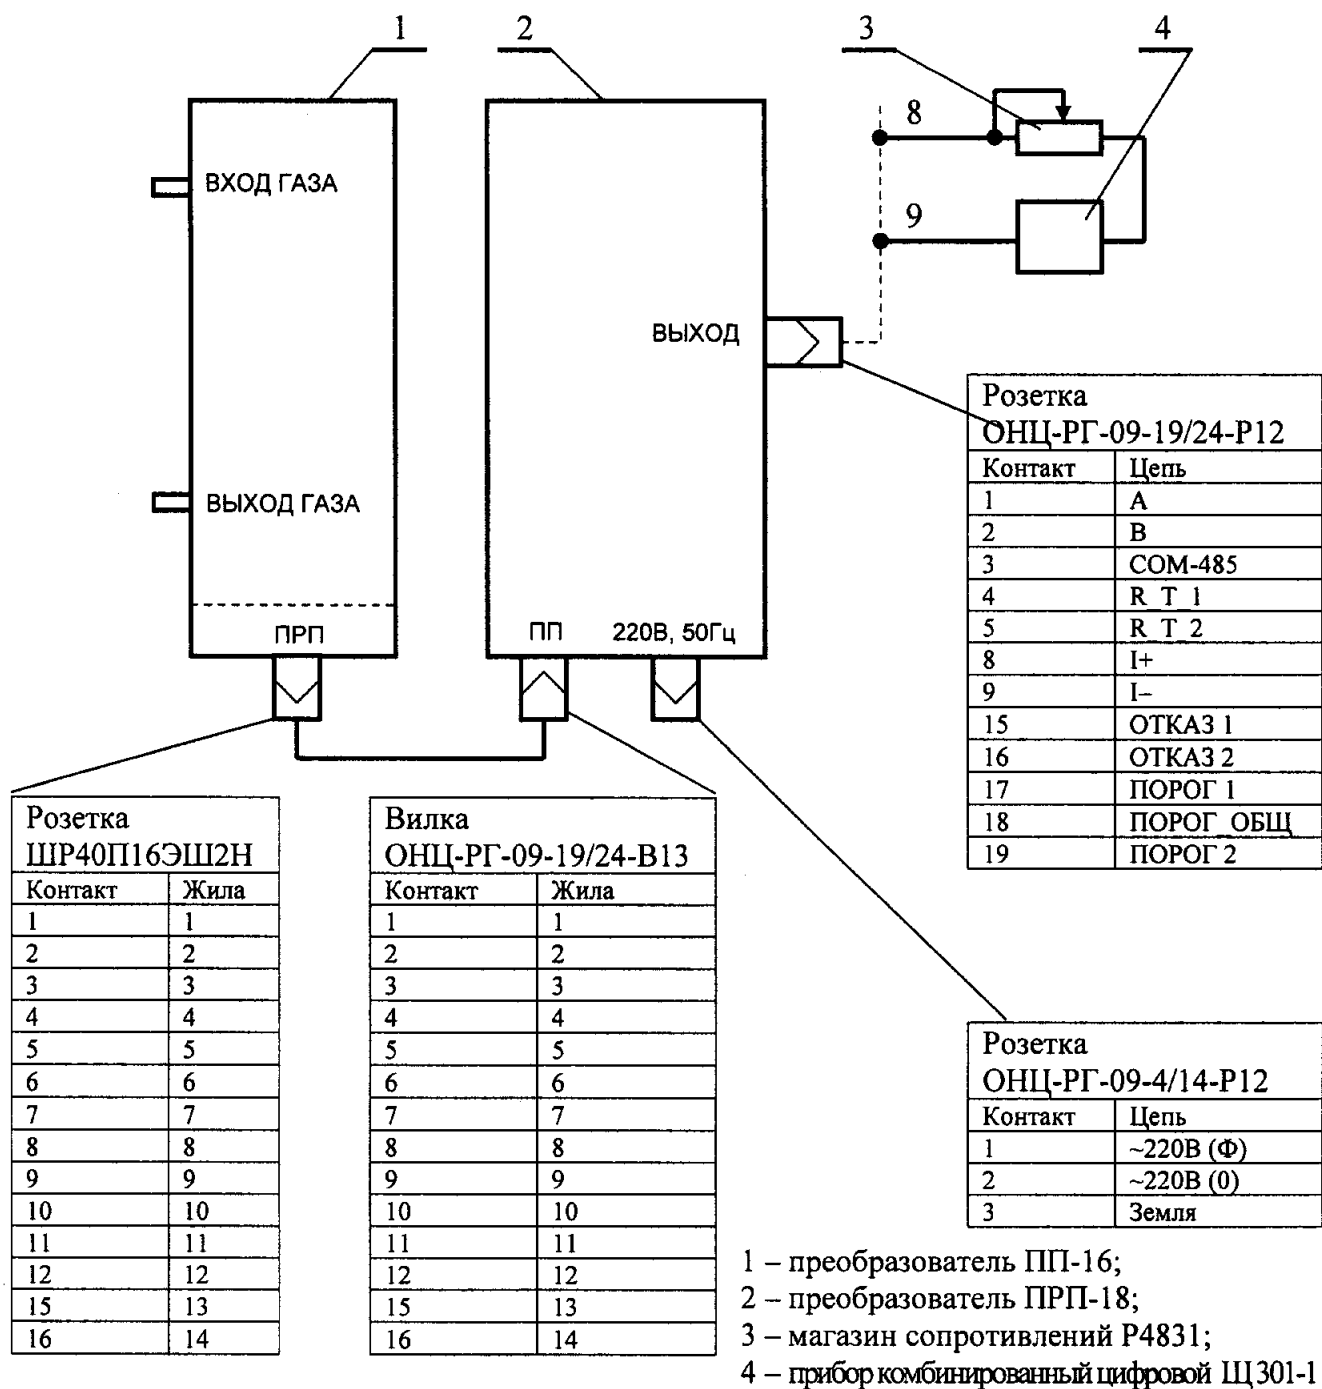 1
2
3
4
ВХОД ГАЗА
ВЫХОД ГАЗА
ПРП
ВЫХОД
ПП
220В, 50Гц
8
9
Розетка
ОНЦ-РГ-09-19/24-Р12
Контакт Цепь
1 А
2 В
3 СОМ-485
4 R_T_1
5 R_T_2
8 I+
9 I–
15 ОТКАЗ 1
16 ОТКАЗ 2
17 ПОРОГ 1
18 ПОРОГ_ОБЩ
19 ПОРОГ 2
Розетка
ШР40П16ЭШ2Н
Контакт Жила
1 1
2 2
3 3
4 4
5 5
6 6
7 7
8 8
9 9
10 10
11 11
12 12
15 13
16 14
Вилка
ОНЦ-РГ-09-19/24-В13
Контакт Жила
1 1
2 2
3 3
4 4
5 5
6 6
7 7
8 8
9 9
10 10
11 11
12 12
15 13
16 14
Розетка
ОНЦ-РГ-09-4/14-Р12
Контакт Цепь
1 ~220В (Ф)
2 ~220В (0)
3 Земля
1 – преобразователь ПП-16;
2 – преобразователь ПРП-18;
3 – магазин сопротивлений Р4831;
4 – прибор комбинированный цифровой Щ301-1